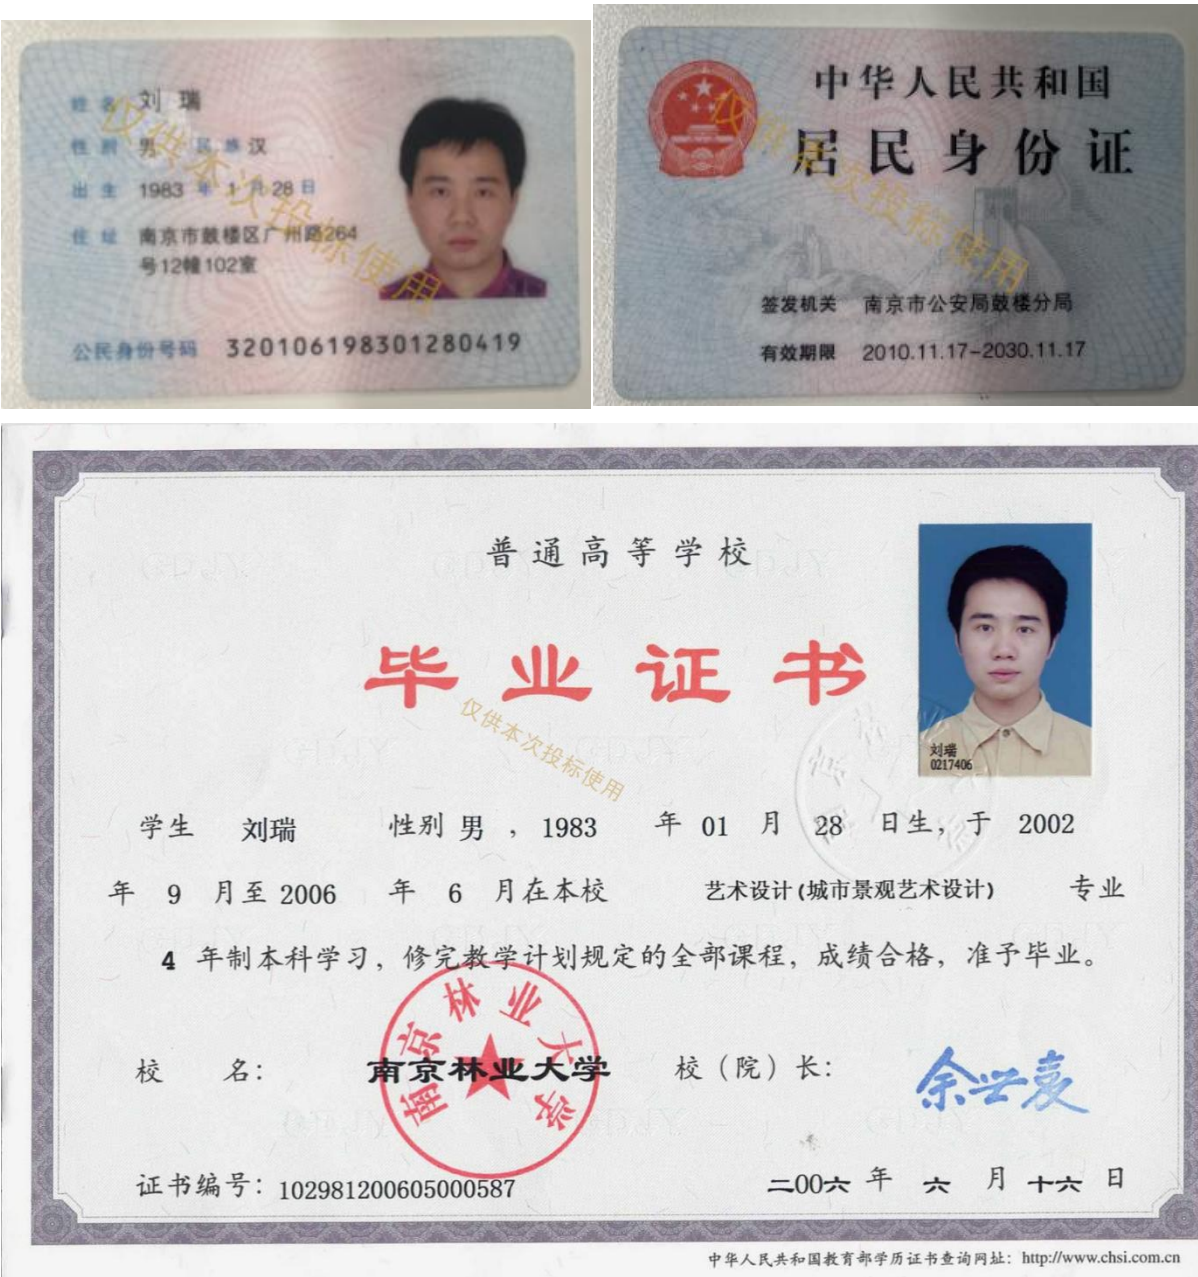 姓名 刘瑞
性别 男 民族 汉
出生 1983 年 1 月 28 日
住址 南京市鼓楼区广州路264
号12幢102室
公民身份号码 320106198301280419
仅供本次投标使用
中华人民共和国
居民身份证
签发机关 南京市公安局鼓楼分局
有效期限 2010.11.17-2030.11.17
仅供本次投标使用
普通高等学校
毕业证书
仅供本次投标使用
刘瑞
0217406
学生 刘瑞 性别 男 , 1983 年 01 月 28 日生, 于 2002
年 9 月至 2006 年 6 月在本校 艺术设计(城市景观艺术设计) 专业
4 年制本科学习, 修完教学计划规定的全部课程, 成绩合格, 准予毕业。
南京林业大学
校 名: 南京林业大学 校(院)长:
证书编号: 102981200605000587 二00六 年 六 月 十六 日
中华人民共和国教育部学历证书查询网址: http://www.chsi.com.cn